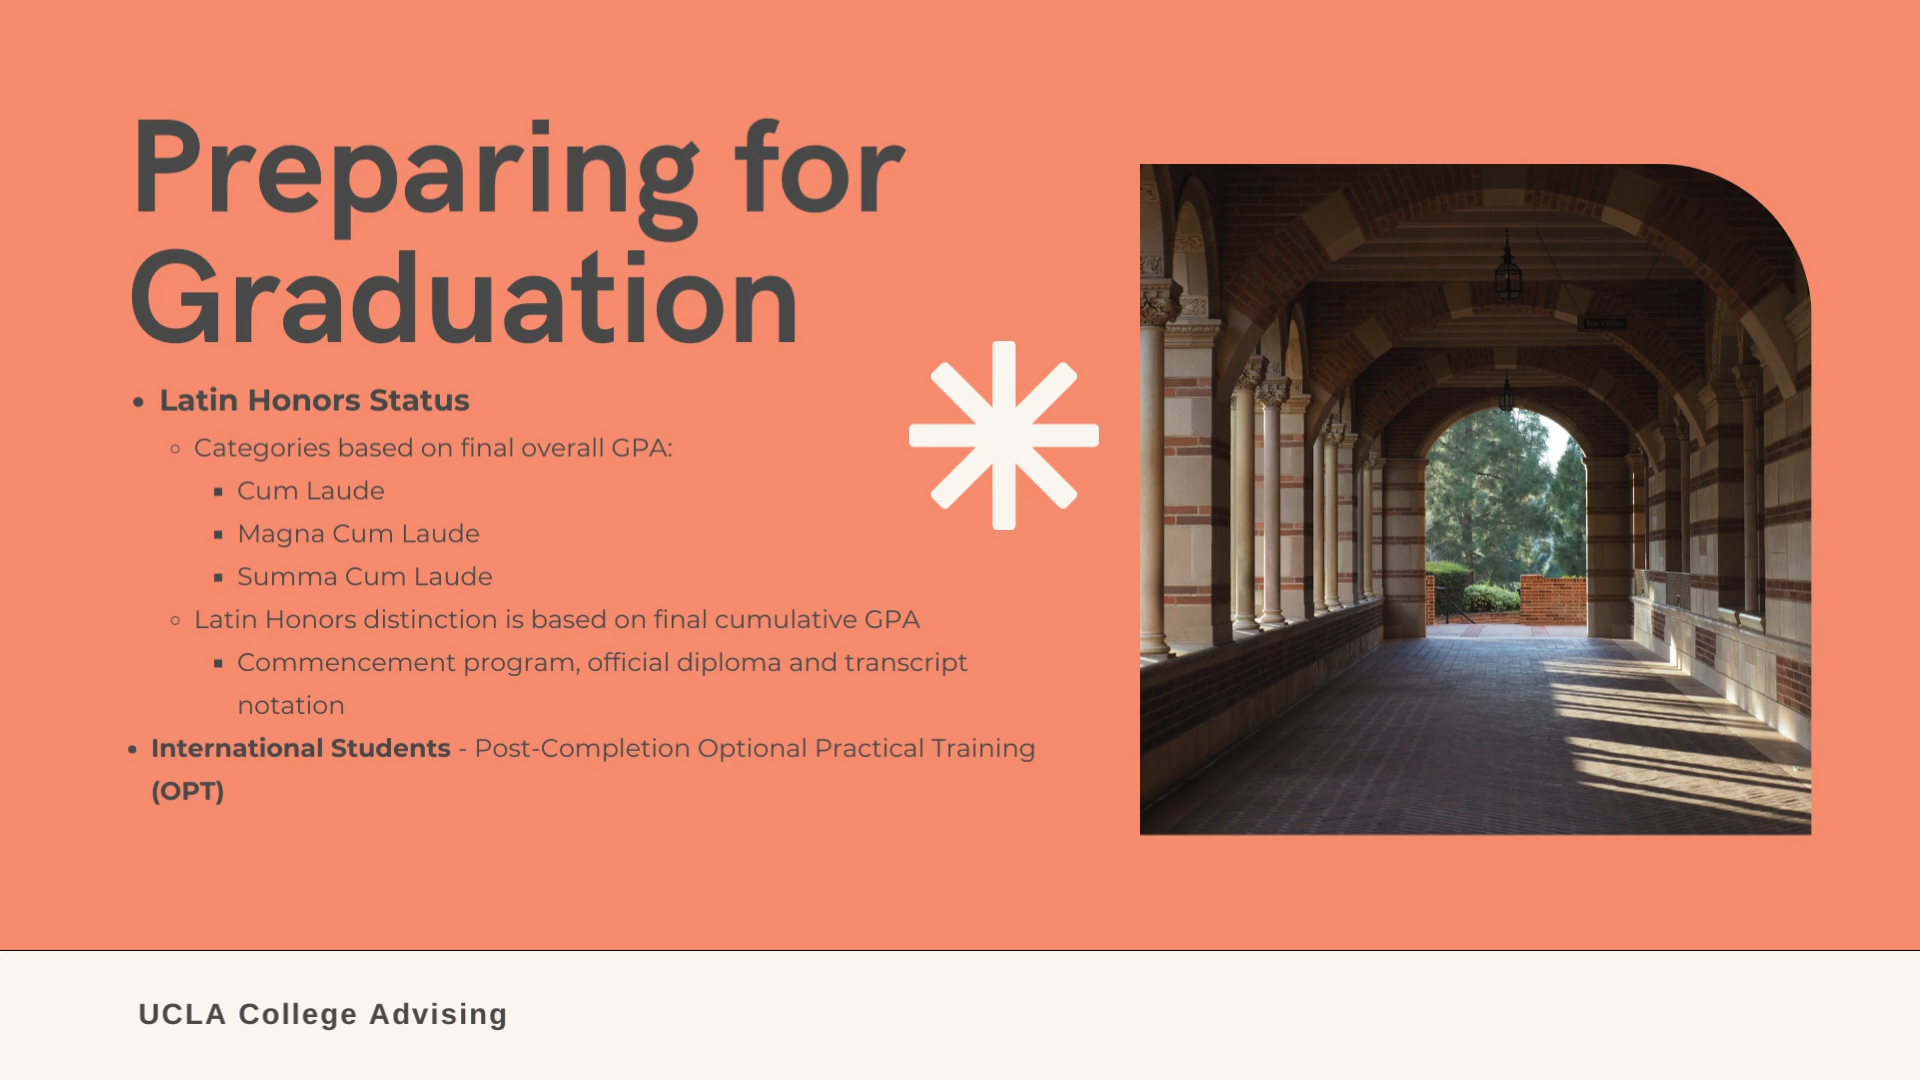 Preparing for
Graduation
• Latin Honors Status
◦ Categories based on final overall GPA:
▪ Cum Laude
▪ Magna Cum Laude
▪ Summa Cum Laude
◦ Latin Honors distinction is based on final cumulative GPA
▪ Commencement program, official diploma and transcript
notation
• International Students - Post-Completion Optional Practical Training
(OPT)
UCLA College Advising